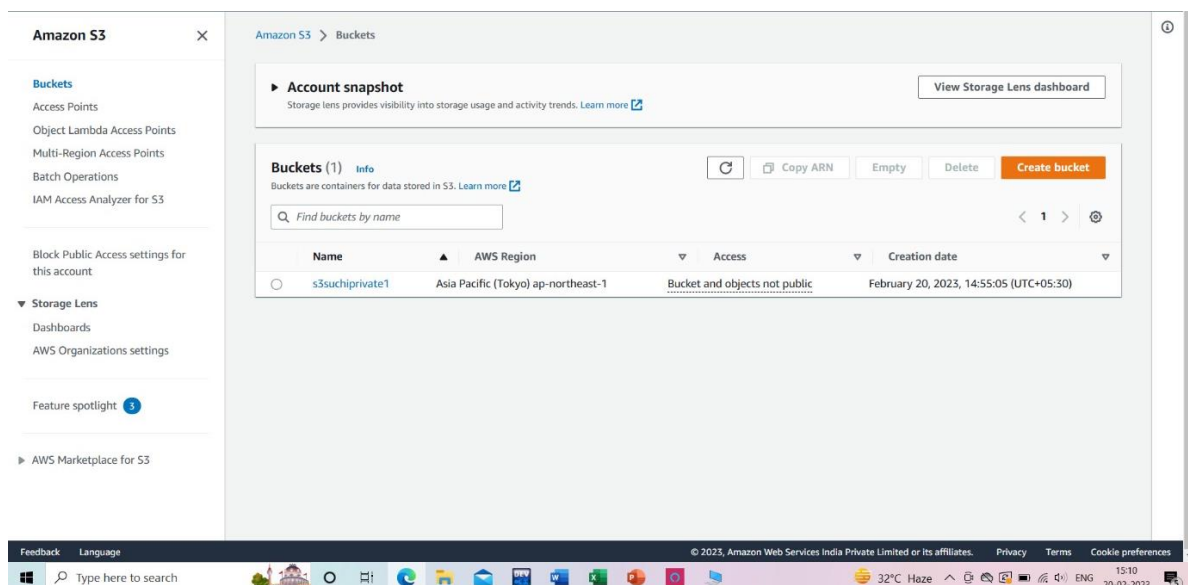 Amazon S3
Amazon S3 > Buckets
Buckets
Access Points
Object Lambda Access Points
Multi-Region Access Points
Batch Operations
IAM Access Analyzer for S3
Block Public Access settings for
this account
Storage Lens
Dashboards
AWS Organizations settings
Feature spotlight 3
AWS Marketplace for S3
Account snapshot
Storage lens provides visibility into storage usage and activity trends. Learn more
View Storage Lens dashboard
Buckets (1) Info
Buckets are containers for data stored in S3. Learn more
Copy ARN Empty Delete Create bucket
Find buckets by name
< 1 >
Name AWS Region Access Creation date
s3suchiprivate1 Asia Pacific (Tokyo) ap-northeast-1 Bucket and objects not public February 20, 2023, 14:55:05 (UTC+05:30)
Feedback Language © 2023, Amazon Web Services India Private Limited or its affiliates. Privacy Terms Cookie preferences
Type here to search DEV 32°C Haze ENG 15:10
20-02-2023